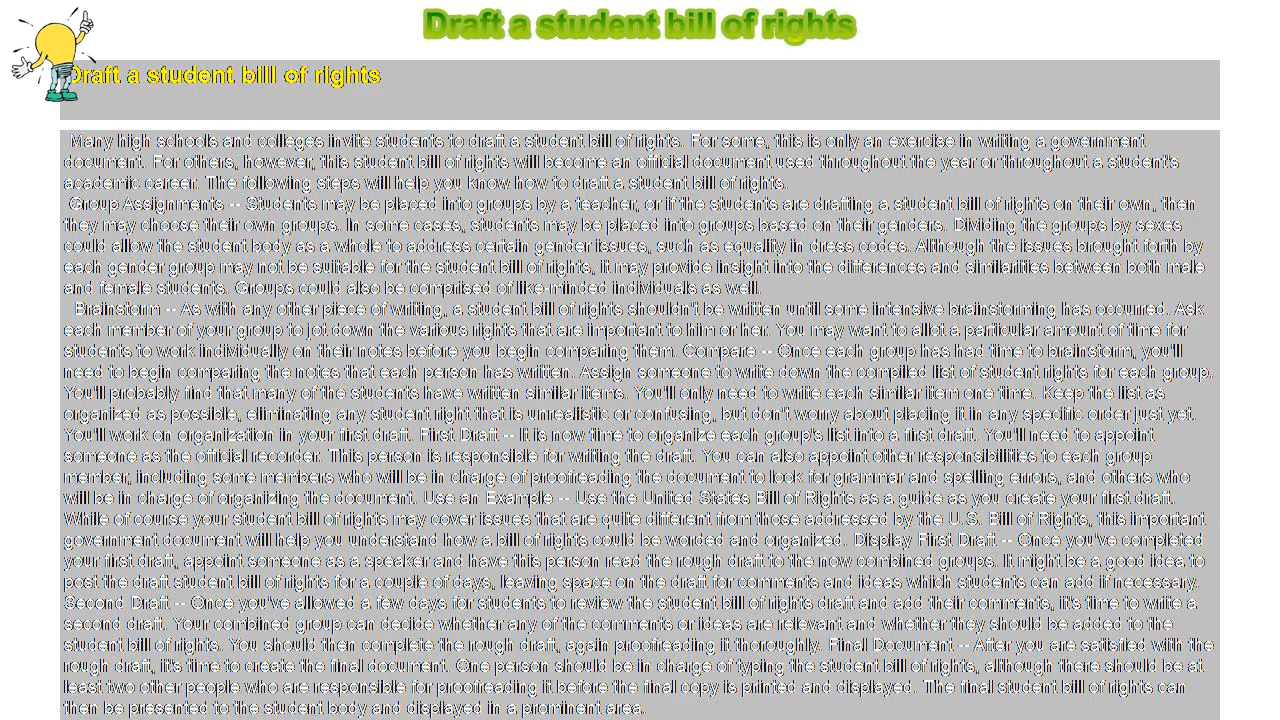 Draft a student bill of rights
Draft a student bill of rights
Many high schools and colleges invite students to draft a student bill of rights. For some, this is only an exercise in writing a government
document. For others, however, this student bill of rights will become an official document used throughout the year or throughout a student's
academic career. The following steps will help you know how to draft a student bill of rights.
Group Assignments -- Students may be placed into groups by a teacher, or if the students are drafting a student bill of rights on their own, then
they may choose their own groups. In some cases, students may be placed into groups based on their genders. Dividing the groups by sexes
could allow the student body as a whole to address certain gender issues, such as equality in dress codes. Although the issues brought forth by
each gender group may not be suitable for the student bill of rights, it may provide insight into the differences and similarities between both male
and female students. Groups could also be comprised of like-minded individuals as well.
Brainstorm -- As with any other piece of writing, a student bill of rights shouldn't be written until some intensive brainstorming has occurred. Ask
each member of your group to jot down the various rights that are important to him or her. You may want to allot a particular amount of time for
students to work individually on their notes before you begin comparing them. Compare -- Once each group has had time to brainstorm, you'll
need to begin comparing the notes that each person has written. Assign someone to write down the compiled list of student rights for each group.
You'll probably find that many of the students have written similar items. You'll only need to write each similar item one time. Keep the list as
organized as possible, eliminating any student right that is unrealistic or confusing, but don't worry about placing it in any specific order just yet.
You'll work on organization in your first draft. First Draft -- It is now time to organize each group's list into a first draft. You'll need to appoint
someone as the official recorder. This person is responsible for writing the draft. You can also appoint other responsibilities to each group
member, including some members who will be in charge of proofreading the document to look for grammar and spelling errors, and others who
will be in charge of organizing the document. Use an Example -- Use the United States Bill of Rights as a guide as you create your first draft.
While of course your student bill of rights may cover issues that are quite different from those addressed by the U.S. Bill of Rights, this important
government document will help you understand how a bill of rights could be worded and organized. Display First Draft -- Once you've completed
your first draft, appoint someone as a speaker and have this person read the rough draft to the now combined groups. It might be a good idea to
post the draft student bill of rights for a couple of days, leaving space on the draft for comments and ideas which students can add if necessary.
Second Draft -- Once you've allowed a few days for students to review the student bill of rights draft and add their comments, it's time to write a
second draft. Your combined group can decide whether any of the comments or ideas are relevant and whether they should be added to the
student bill of rights. You should then complete the rough draft, again proofreading it thoroughly. Final Document -- After you are satisfied with the
rough draft, it's time to create the final document. One person should be in charge of typing the student bill of rights, although there should be at
least two other people who are responsible for proofreading it before the final copy is printed and displayed. The final student bill of rights can
then be presented to the student body and displayed in a prominent area.